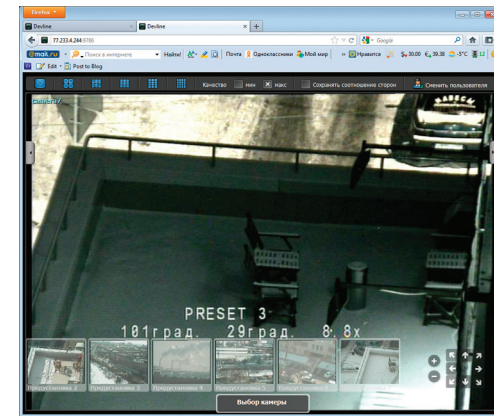 Firefox
Devline
Devline
77.233.4.244:9786
Google
@mail.ru
Поиск в интернете
Найти!
Почта
Одноклассники
Мой мир
Нравится
30.00
39.38
-5°C
12
Edit
Post to Blog
Качество
мин
макс
Сохранять соотношение сторон
Сменить пользователя
PRESET 3
101град. 29град. 8.8x
Предустановка 2
Предустановка 3
Предустановка 4
Предустановка 5
Выбор камеры